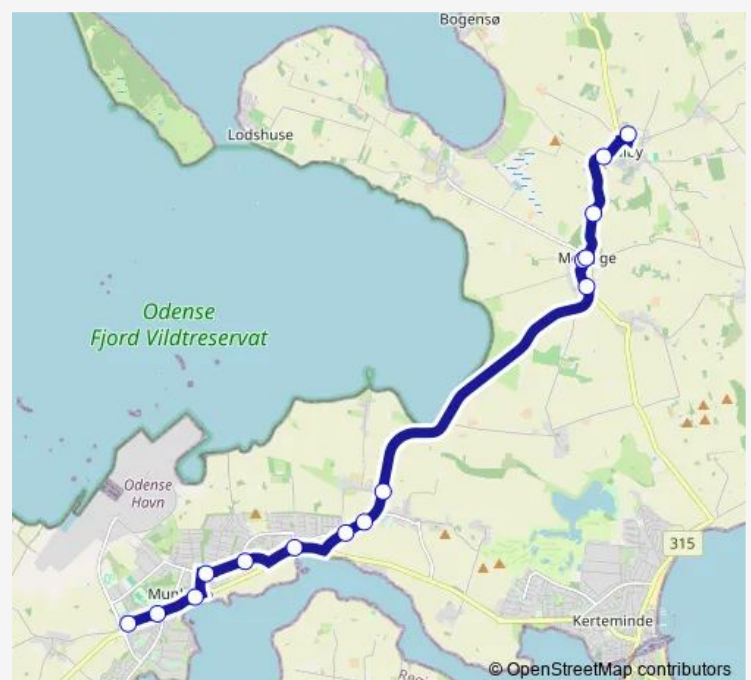 Bogensø
Lodshuse
Odense
Fjord Vildtreservat
Odense
Havn
315
Kerteminde
© OpenStreetMap contributors